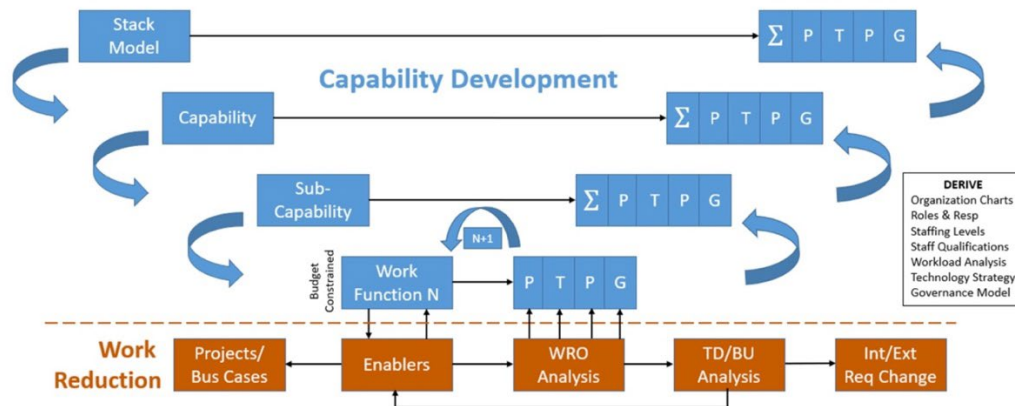 Stack
Model
Σ P T P G
Capability Development
Capability
Σ P T P G
Sub-
Capability
Σ P T P G
DERIVE
Organization Charts
Roles & Resp
Staffing Levels
Staff Qualifications
Workload Analysis
Technology Strategy
Governance Model
N+1
Budget
Constrained
Work
Function N
P T P G
Work
Reduction
Projects/
Bus Cases
Enablers
WRO
Analysis
TD/BU
Analysis
Int/Ext
Req Change